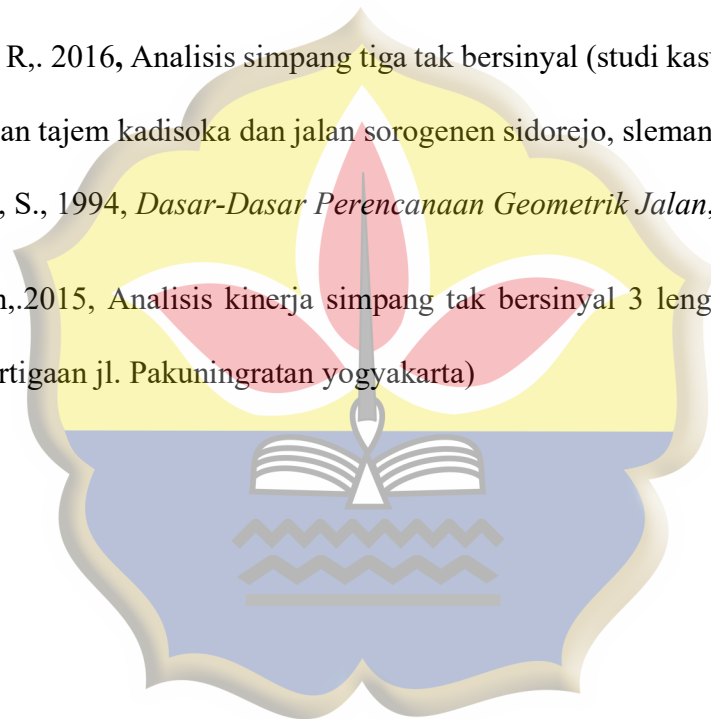 R,. 2016, Analisis simpang tiga tak bersinyal (studi kasu
an tajem kadisoka dan jalan sorogenen sidorejo, sleman
, S., 1994, Dasar-Dasar Perencanaan Geometrik Jalan,
n,.2015, Analisis kinerja simpang tak bersinyal 3 leng
rtigaan jl. Pakuningratan yogyakarta)